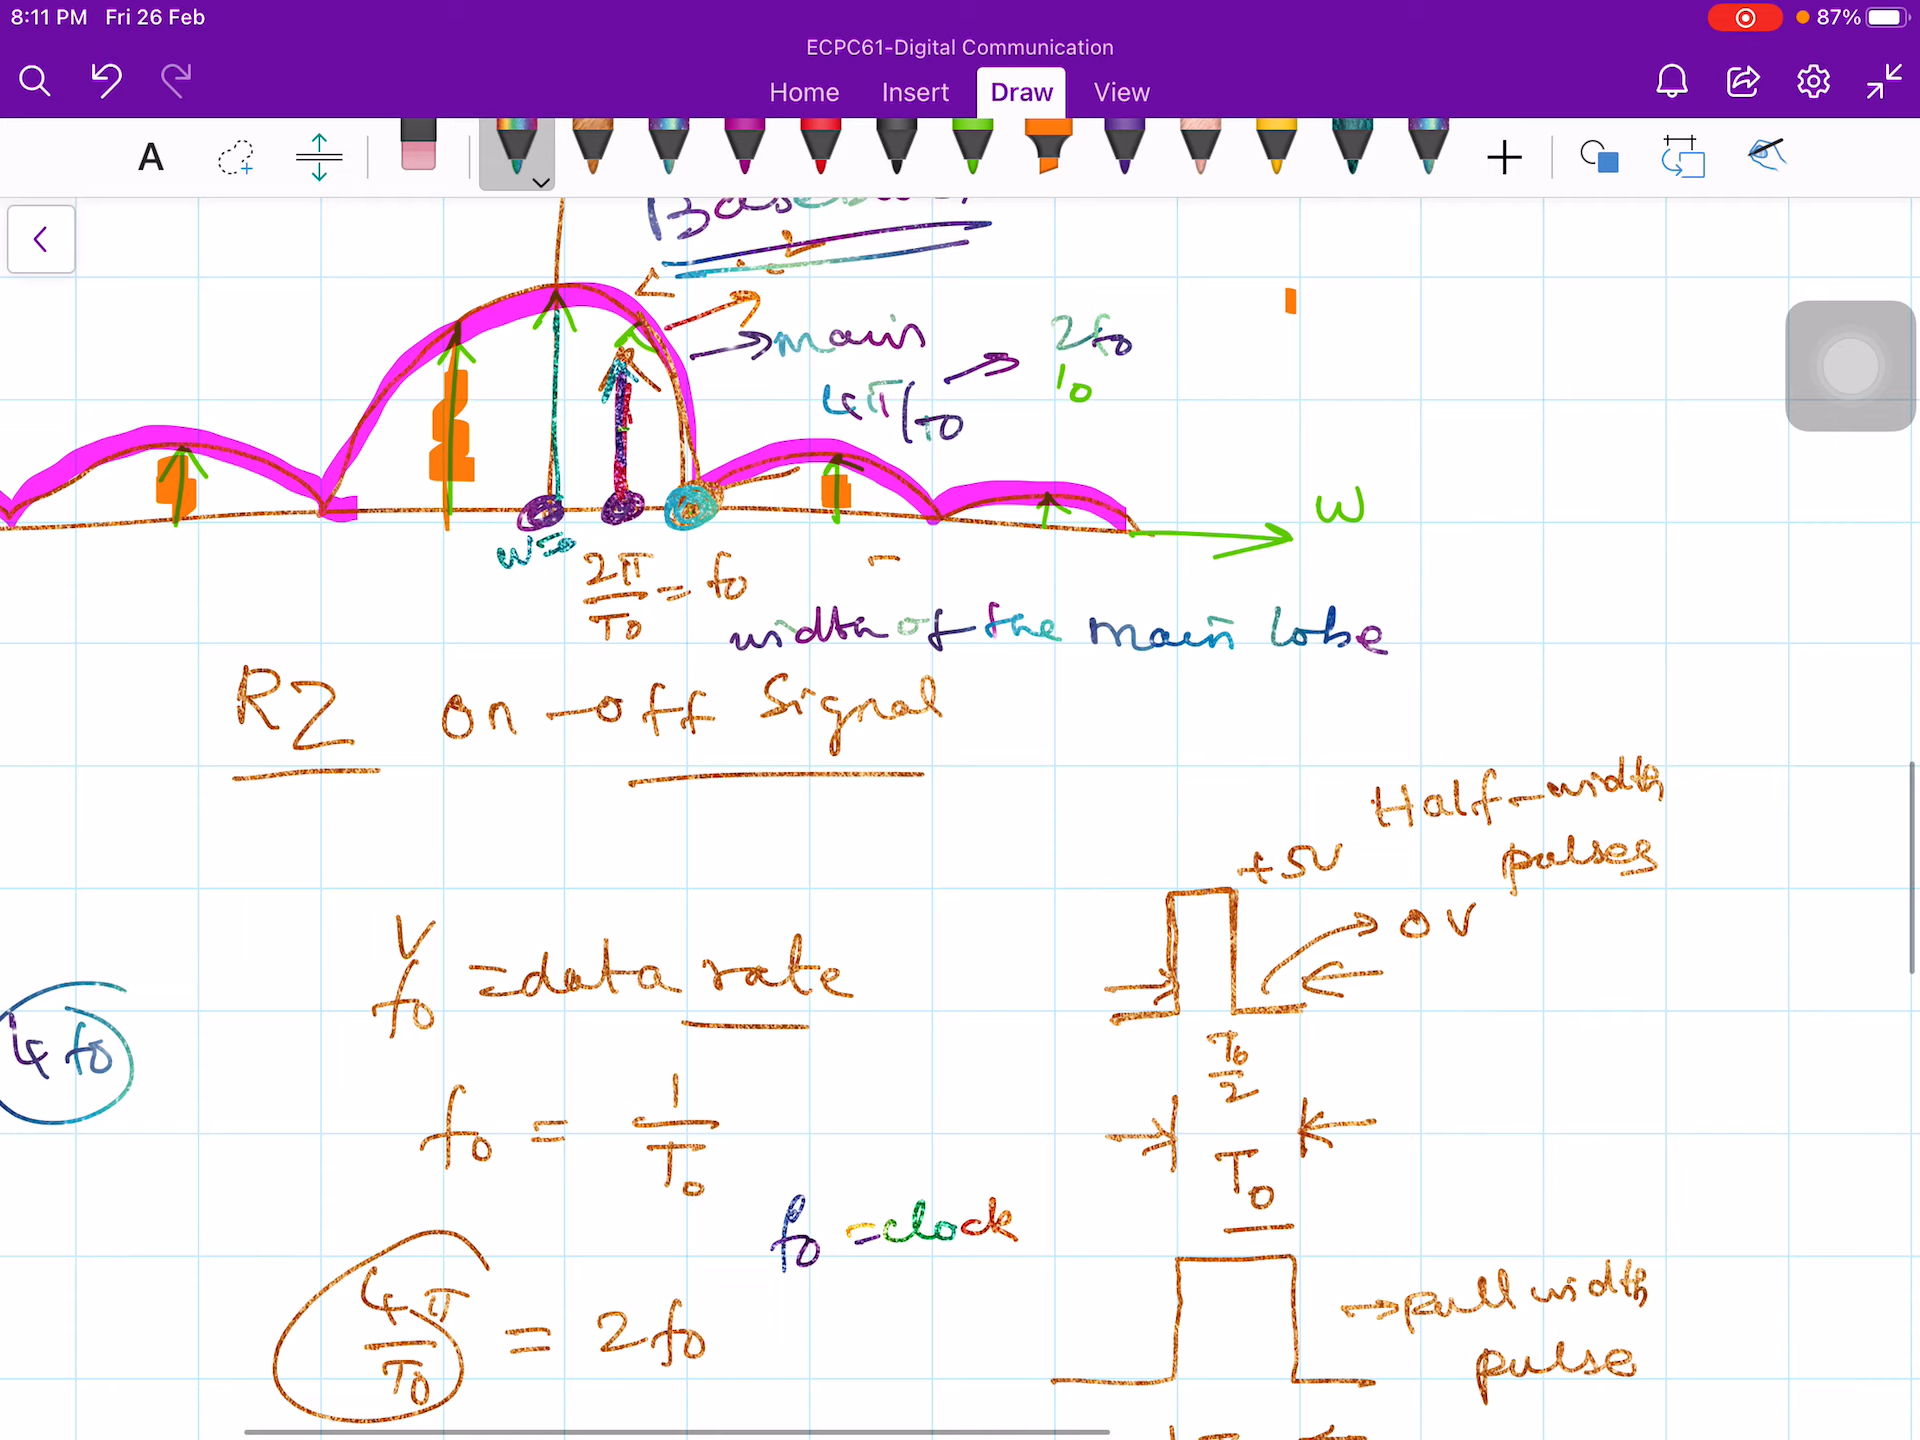 8:11 PM Fri 26 Feb
87%
ECPC61-Digital Communication
Home Insert Draw View
A
main
2f0
4π/T0
f0
W
W=0
2π/T0 = f0
width of the main lobe
RZ On-off Signal
Half-width
pulses
+5V
0V
f0 = data rate
4f0
T0/2
f0 = 1/T0
T0
f0 = clock
4π/T0 = 2f0
→ full width
pulse